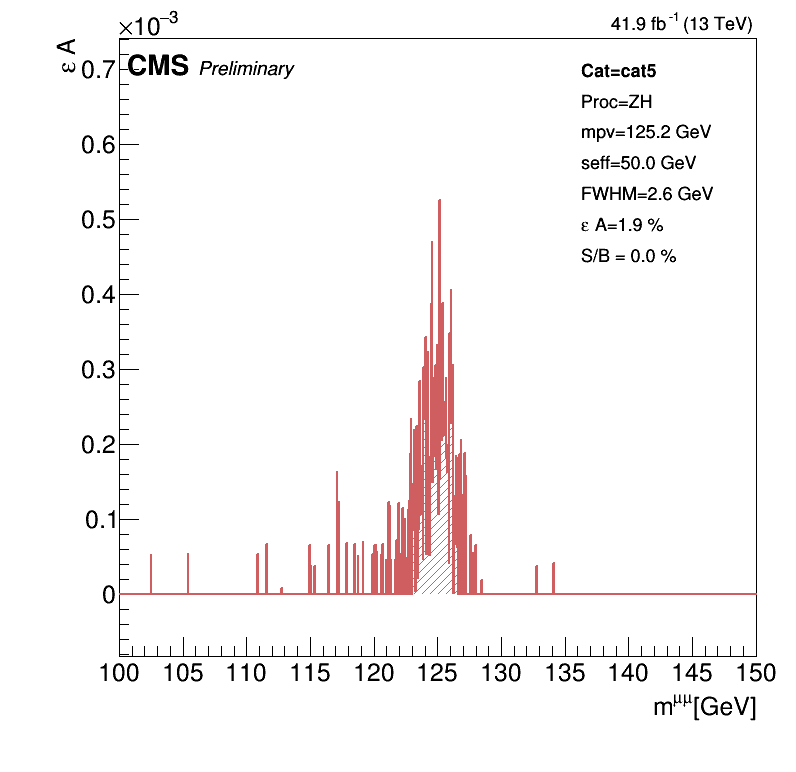 ×10⁻³
41.9 fb⁻¹ (13 TeV)
ε A
CMS Preliminary
Cat=cat5
Proc=ZH
mpv=125.2 GeV
seff=50.0 GeV
FWHM=2.6 GeV
ε A=1.9 %
S/B = 0.0 %
0.7
0.6
0.5
0.4
0.3
0.2
0.1
0
100 105 110 115 120 125 130 135 140 145 150
m^μμ[GeV]